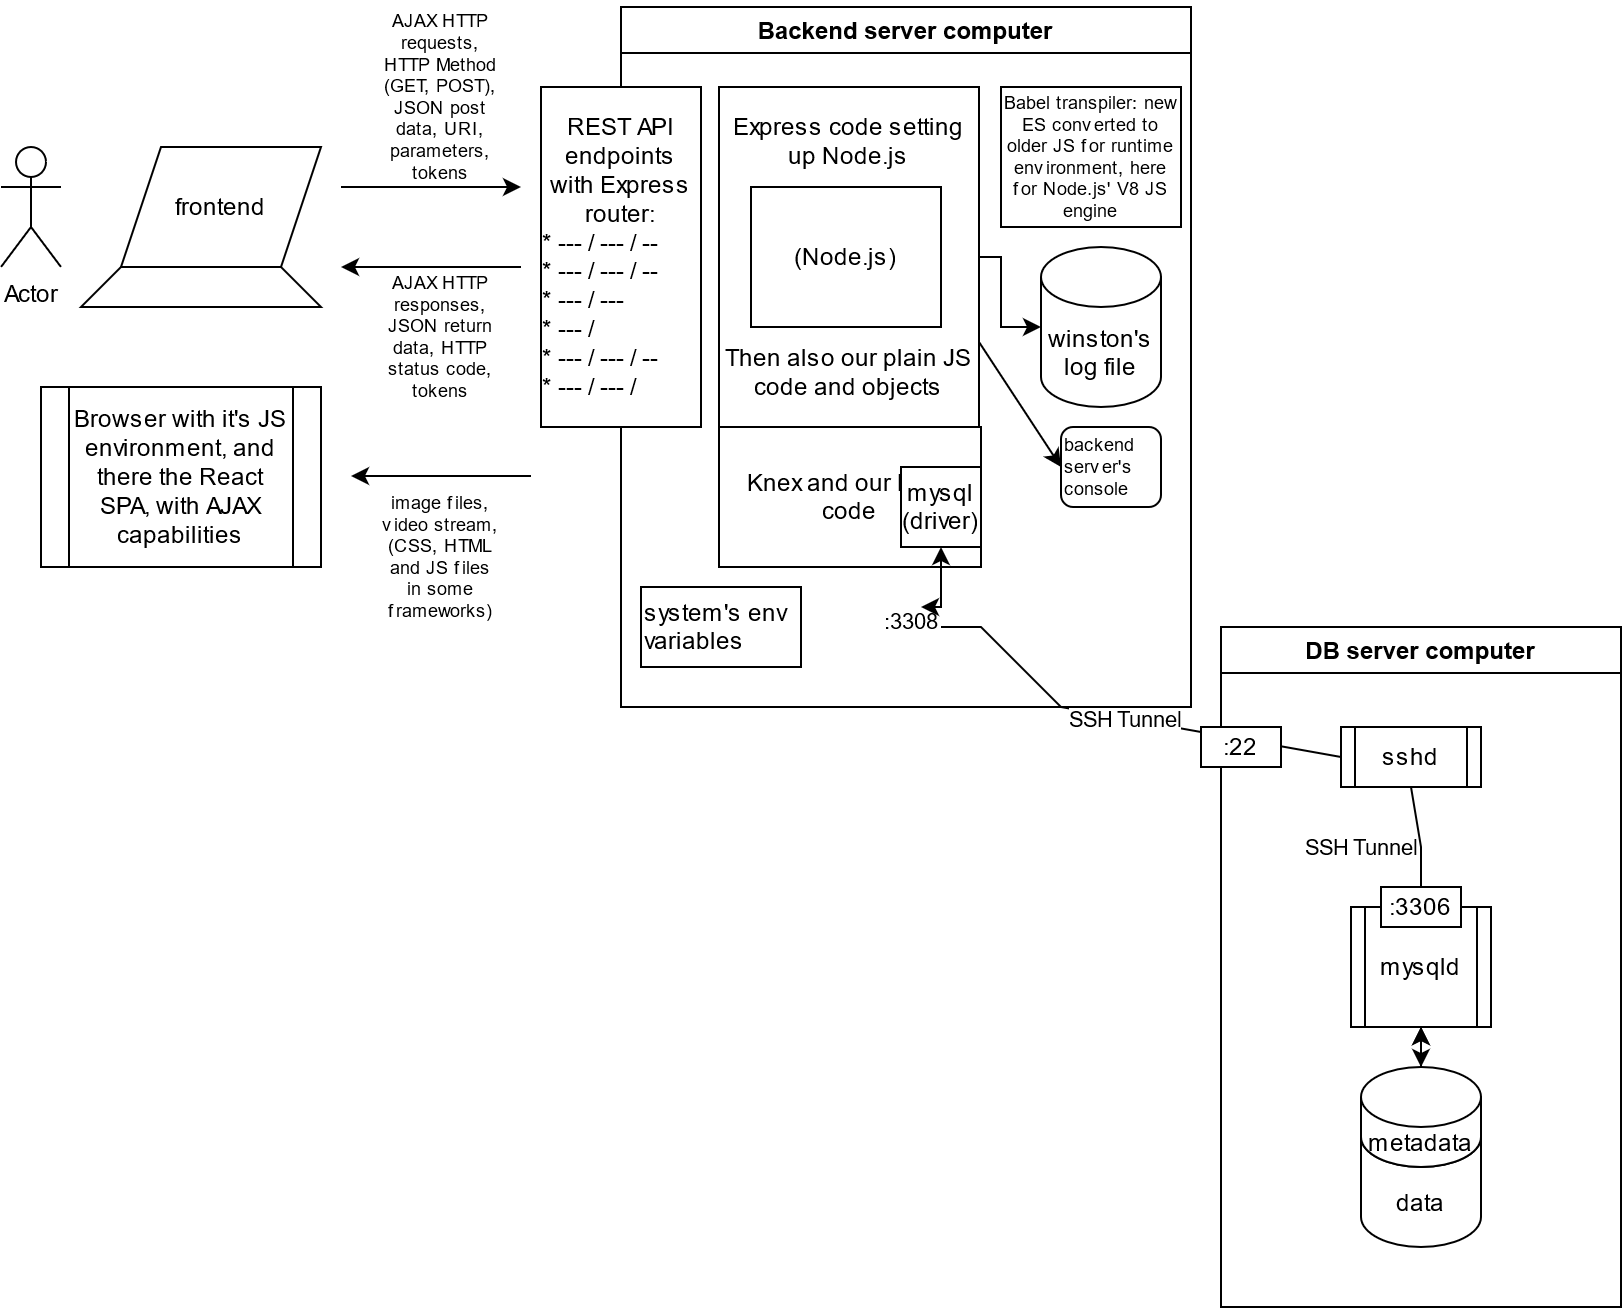 AJAX HTTP
requests,
HTTP Method
(GET, POST),
JSON post
data, URI,
parameters,
tokens
Actor
frontend
AJAX HTTP
responses,
JSON return
data, HTTP
status code,
tokens
Browser with it's JS
environment, and
there the React
SPA, with AJAX
capabilities
image files,
video stream,
(CSS, HTML
and JS files
in some
frameworks)
Backend server computer
REST API
endpoints
with Express
router:
* --- / --- / --
* --- / --- / --
* --- / ---
* --- /
* --- / --- / --
* --- / --- /
Express code setting
up Node.js
(Node.js)
Then also our plain JS
code and objects
Babel transpiler: new
ES converted to
older JS for runtime
environment, here
for Node.js' V8 JS
engine
winston's
log file
backend
server's
console
Knex and our
code
mysql
(driver)
system's env
variables
:3308
SSH Tunnel
DB server computer
:22
sshd
SSH Tunnel
:3306
mysqld
metadata
data